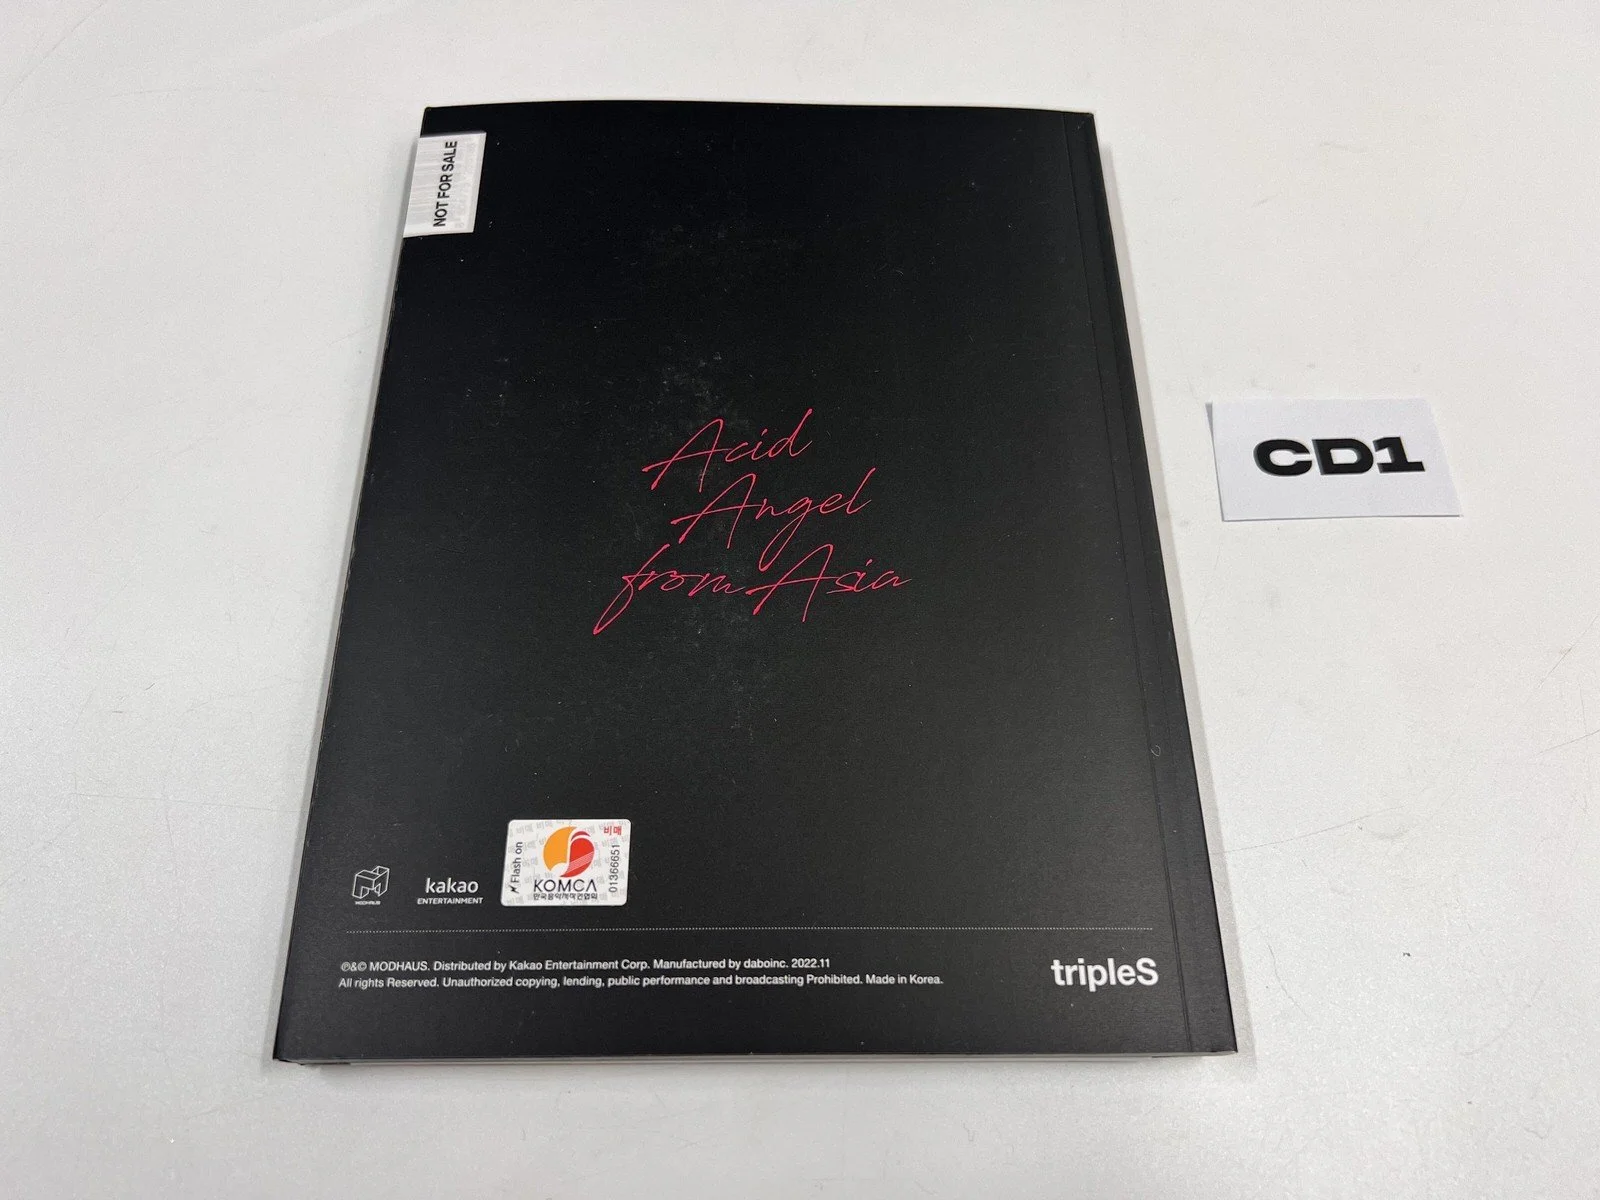 NOT FOR SALE
Acid
Angel
from Asia
CD1
MODHAUS
kakao
ENTERTAINMENT
Flash on
비매
KOMCA
한국음악저작권협회
01366651
℗&© MODHAUS. Distributed by Kakao Entertainment Corp. Manufactured by daboinc. 2022.11
All rights Reserved. Unauthorized copying, lending, public performance and broadcasting Prohibited. Made in Korea.
tripleS